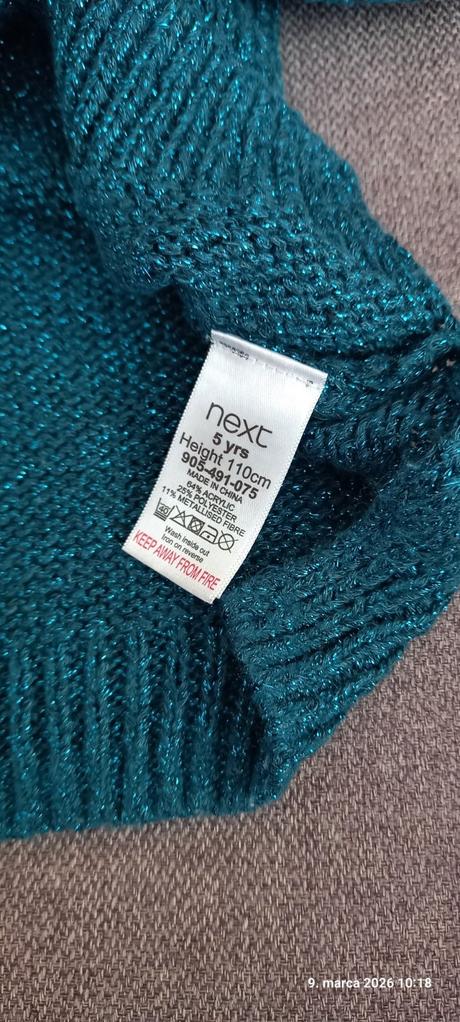 next
5 yrs
Height 110cm
905-491-075
MADE IN CHINA
64% ACRYLIC
25% POLYESTER
11% METALLISED FIBRE
40
Wash inside out
Iron on reverse
KEEP AWAY FROM FIRE
9. marca 2026 10:18